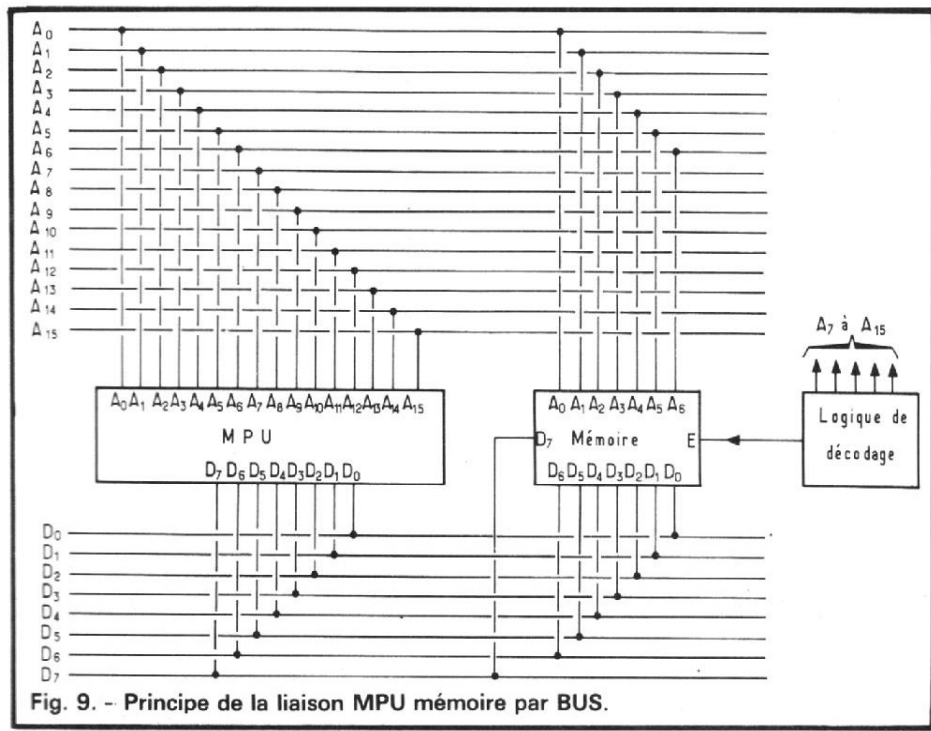 A0
A1
A2
A3
A4
A5
A6
A7
A8
A9
A10
A11
A12
A13
A14
A15
A7 à A15
A0 A1 A2 A3 A4 A5 A6 A7 A8 A9 A10 A11 A12 A13 A14 A15
MPU
D7 D6 D5 D4 D3 D2 D1 D0
A0 A1 A2 A3 A4 A5 A6
D7 Mémoire E
D6 D5 D4 D3 D2 D1 D0
Logique de
décodage
D0
D1
D2
D3
D4
D5
D6
D7
Fig. 9. - Principe de la liaison MPU mémoire par BUS.